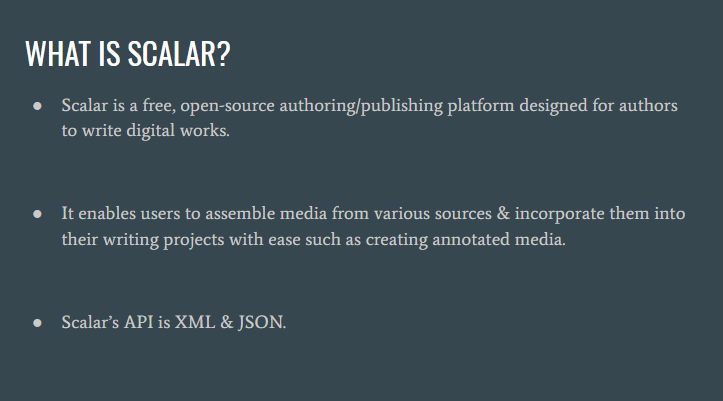 WHAT IS SCALAR?
● Scalar is a free, open-source authoring/publishing platform designed for authors
to write digital works.
● It enables users to assemble media from various sources & incorporate them into
their writing projects with ease such as creating annotated media.
● Scalar’s API is XML & JSON.